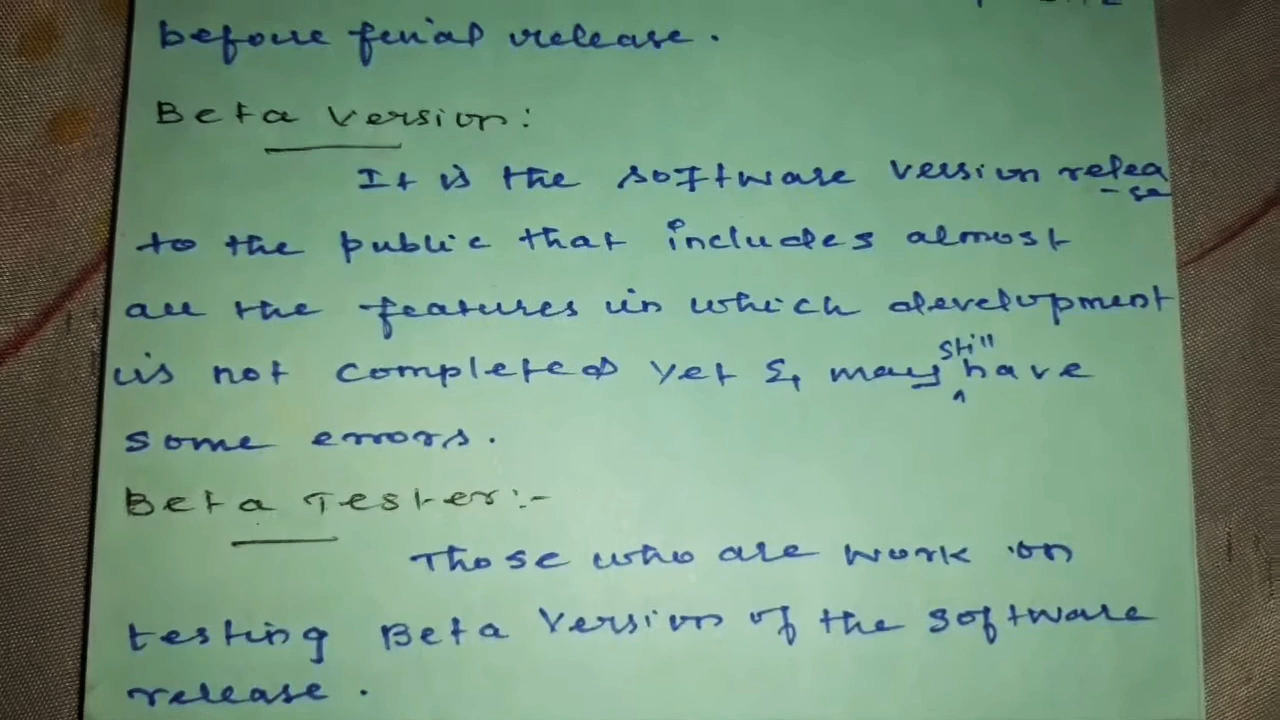 before finial release.
Beta Version:
It is the software version relea
-se
to the public that includes almost
all the features in which development
is not completed yet & may still have
some errors.
Beta Tester:-
Those who are work on
testing Beta Version of the software
release.